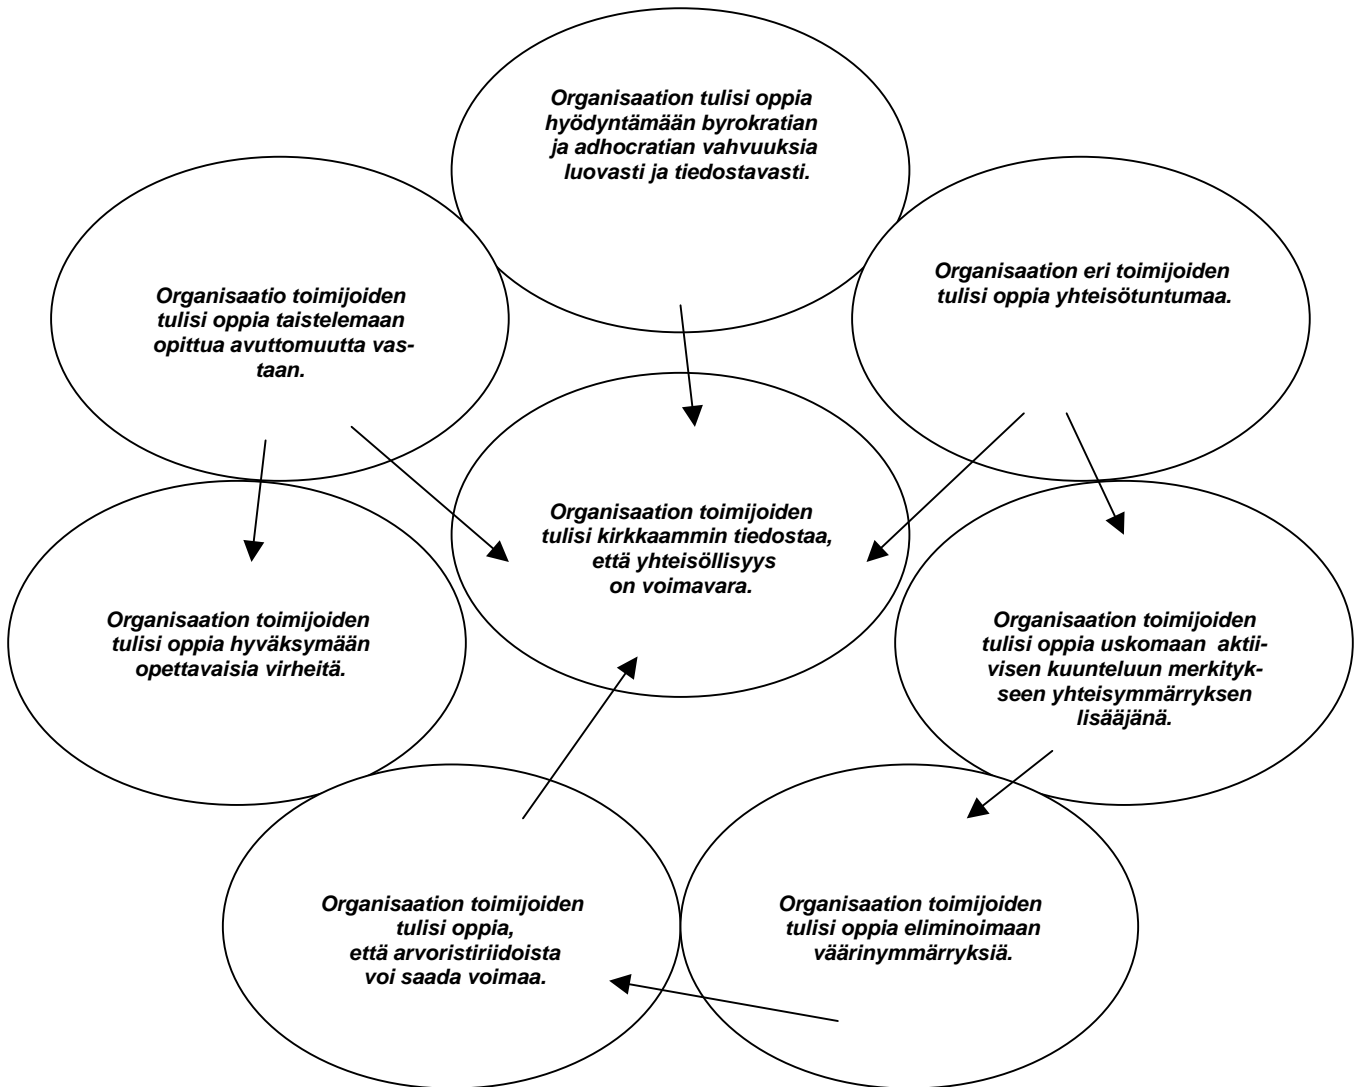 Organisaation tulisi oppia
hyödyntämään byrokratian
ja adhocratian vahvuuksia
luovasti ja tiedostavasti.
Organisaatio toimijoiden
tulisi oppia taistelemaan
opittua avuttomuutta vas-
taan.
Organisaation eri toimijoiden
tulisi oppia yhteisötuntumaa.
Organisaation toimijoiden
tulisi kirkkaammin tiedostaa,
että yhteisöllisyys
on voimavara.
Organisaation toimijoiden
tulisi oppia hyväksymään
opettavaisia virheitä.
Organisaation toimijoiden
tulisi oppia uskomaan  aktii-
visen kuunteluun merkityk-
seen yhteisymmärryksen
lisääjänä.
Organisaation toimijoiden
tulisi oppia,
että arvoristiriidoista
voi saada voimaa.
Organisaation toimijoiden
tulisi oppia eliminoimaan
väärinymmärryksiä.